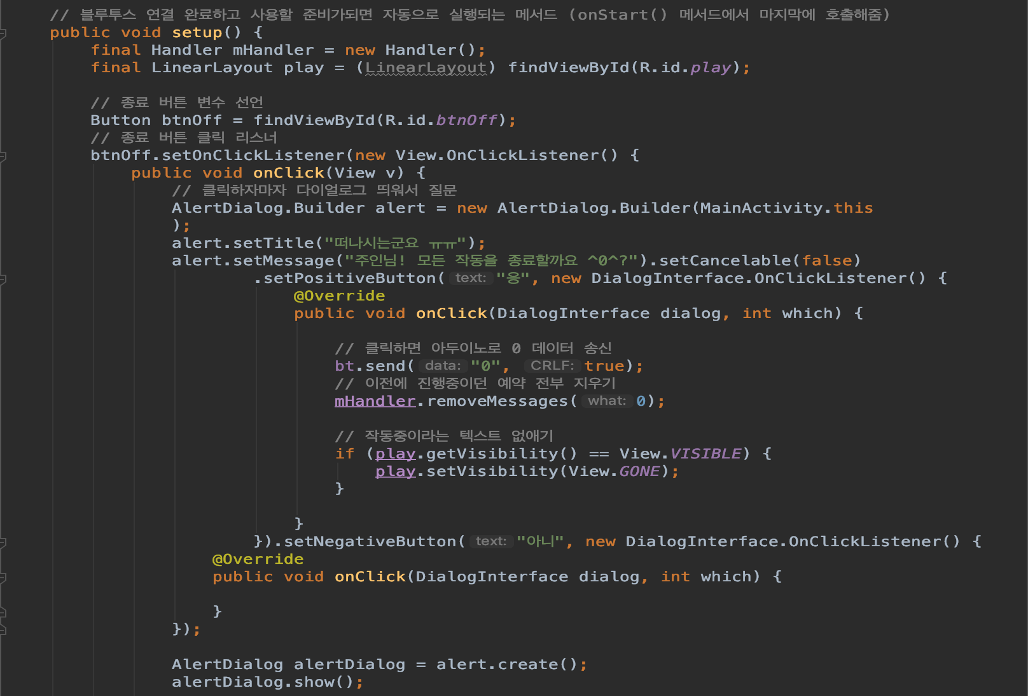 // 블루투스 연결 완료하고 사용할 준비가되면 자동으로 실행되는 메서드 (onStart() 메서드에서 마지막에 호출해줌)
public void setup() {
final Handler mHandler = new Handler();
final LinearLayout play = (LinearLayout) findViewById(R.id.play);
// 종료 버튼 변수 선언
Button btnOff = findViewById(R.id.btnOff);
// 종료 버튼 클릭 리스너
btnOff.setOnClickListener(new View.OnClickListener() {
public void onClick(View v) {
// 클릭하자마자 다이얼로그 띄워서 질문
AlertDialog.Builder alert = new AlertDialog.Builder(MainActivity.this
);
alert.setTitle("떠나시는군요 ㅠㅠ");
alert.setMessage("주인님! 모든 작동을 종료할까요 ^0^?").setCancelable(false)
.setPositiveButton( text: "응", new DialogInterface.OnClickListener() {
@Override
public void onClick(DialogInterface dialog, int which) {
// 클릭하면 아두이노로 0 데이터 송신
bt.send( data: "0", CRLF: true);
// 이전에 진행중이던 예약 전부 지우기
mHandler.removeMessages( what: 0);
// 작동중이라는 텍스트 없애기
if (play.getVisibility() == View.VISIBLE) {
play.setVisibility(View.GONE);
}
}
}).setNegativeButton( text: "아니", new DialogInterface.OnClickListener() {
@Override
public void onClick(DialogInterface dialog, int which) {
}
});
AlertDialog alertDialog = alert.create();
alertDialog.show();